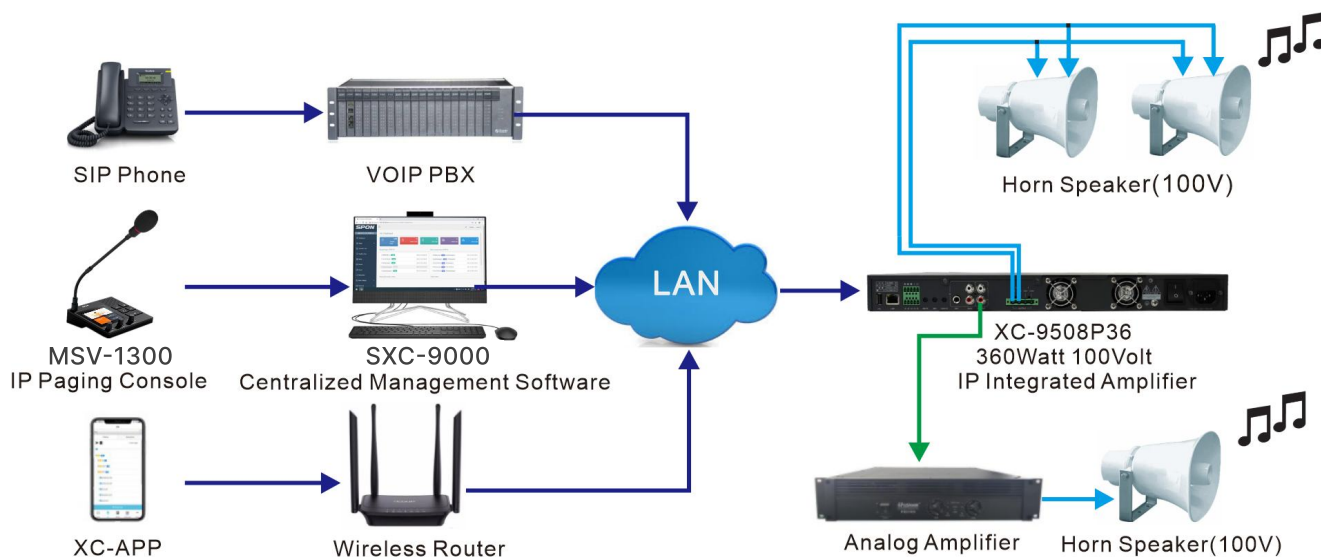 SIP Phone
VOIP PBX
Horn Speaker(100V)
SPON
LAN
MSV-1300
IP Paging Console
SXC-9000
Centralized Management Software
XC-9508P36
360Watt 100Volt
IP Integrated Amplifier
XC-APP
Wireless Router
Analog Amplifier
Horn Speaker(100V)